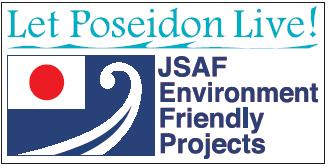 Let Poseidon Live!
JSAF
Environment
Friendly
Projects